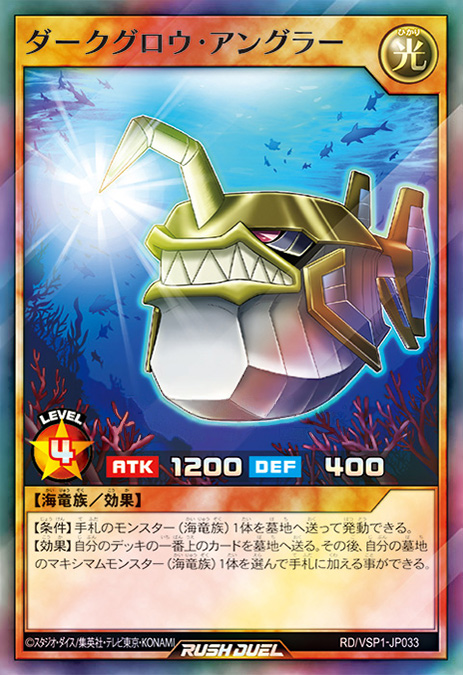 ダークグロウ・アングラー
ひかり
光
LEVEL
4
ATK 1200 DEF 400
【海竜族／効果】
【条件】手札のモンスター（海竜族）1体を墓地へ送って発動できる。
【効果】自分のデッキの一番上のカードを墓地へ送る。その後、自分の墓地
のマキシマムモンスター（海竜族）1体を選んで手札に加える事ができる。
©スタジオ・ダイス/集英社・テレビ東京・KONAMI
RUSH DUEL
RD/VSP1-JP033